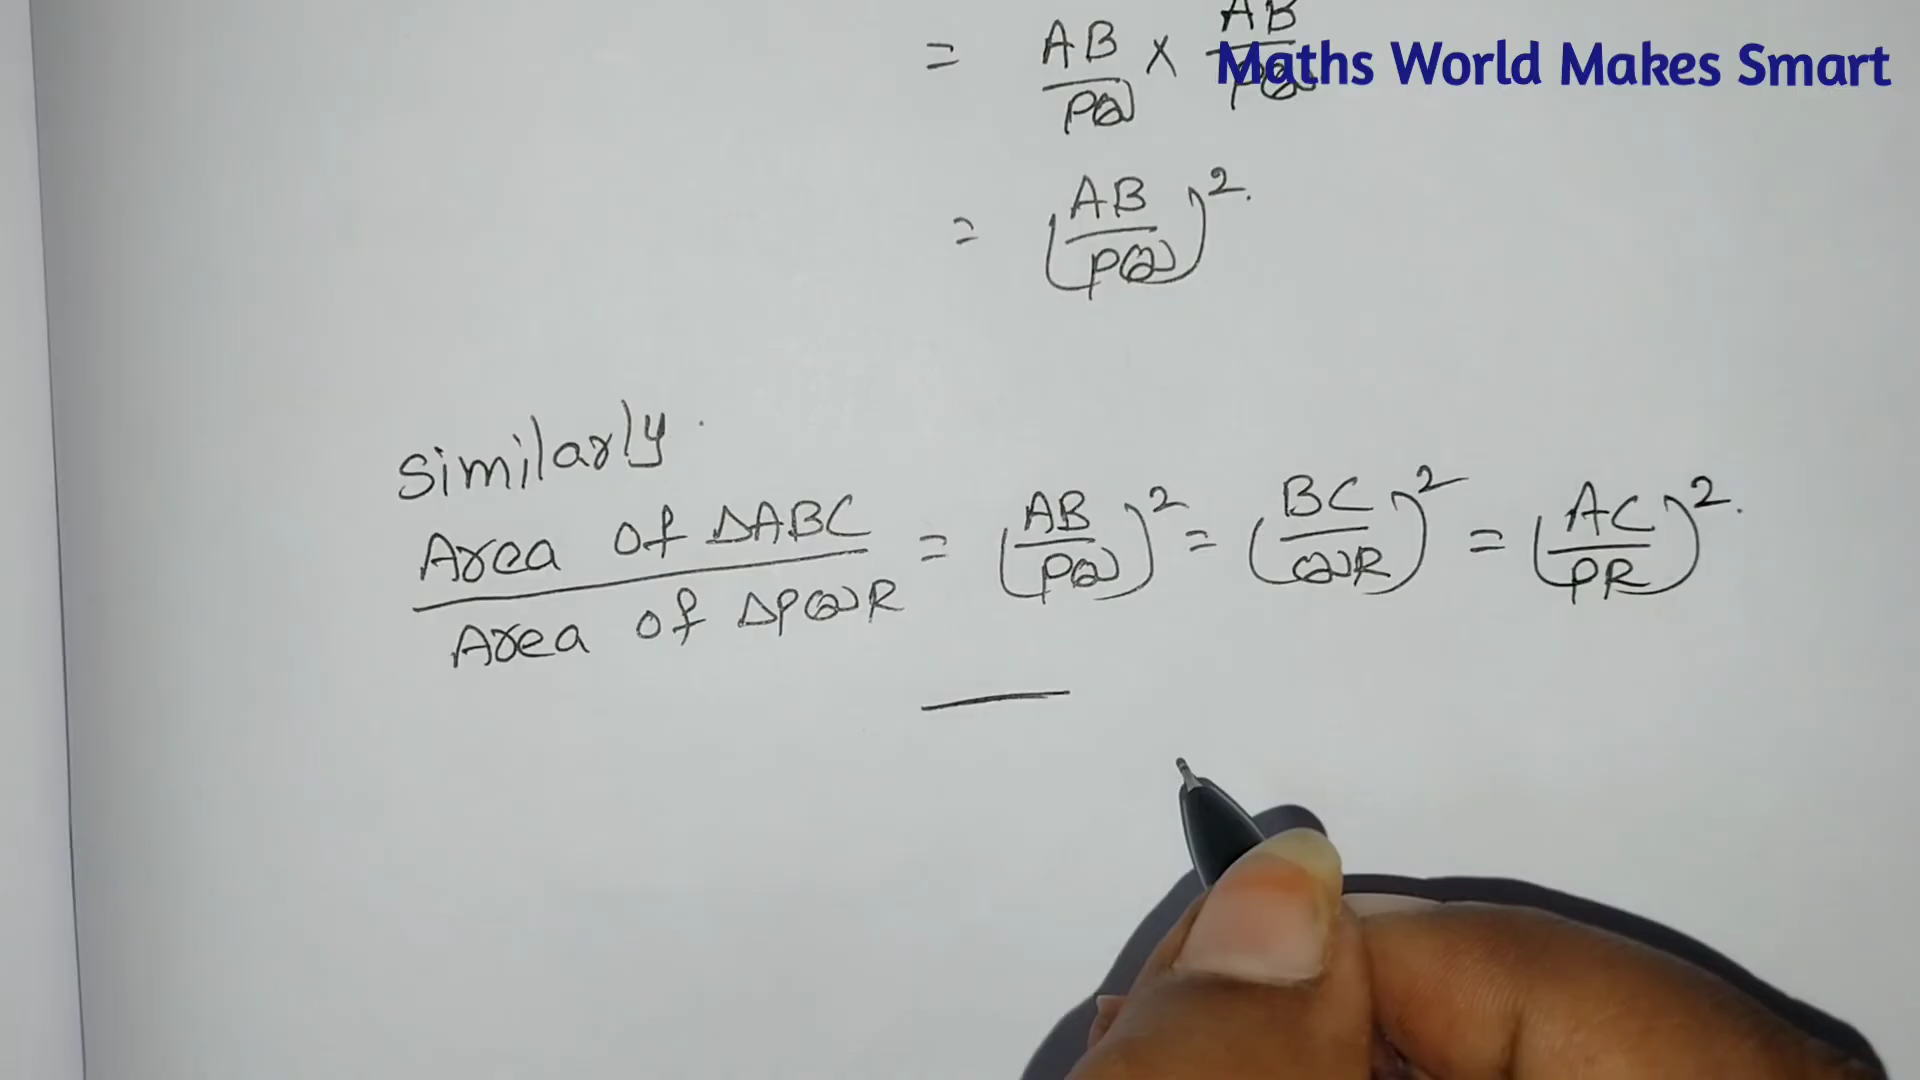 = AB/PQ × AB/PQ
Maths World Makes Smart
= (AB/PQ)².
Similarly
Area of ΔABC / Area of ΔPQR = (AB/PQ)² = (BC/QR)² = (AC/PR)².